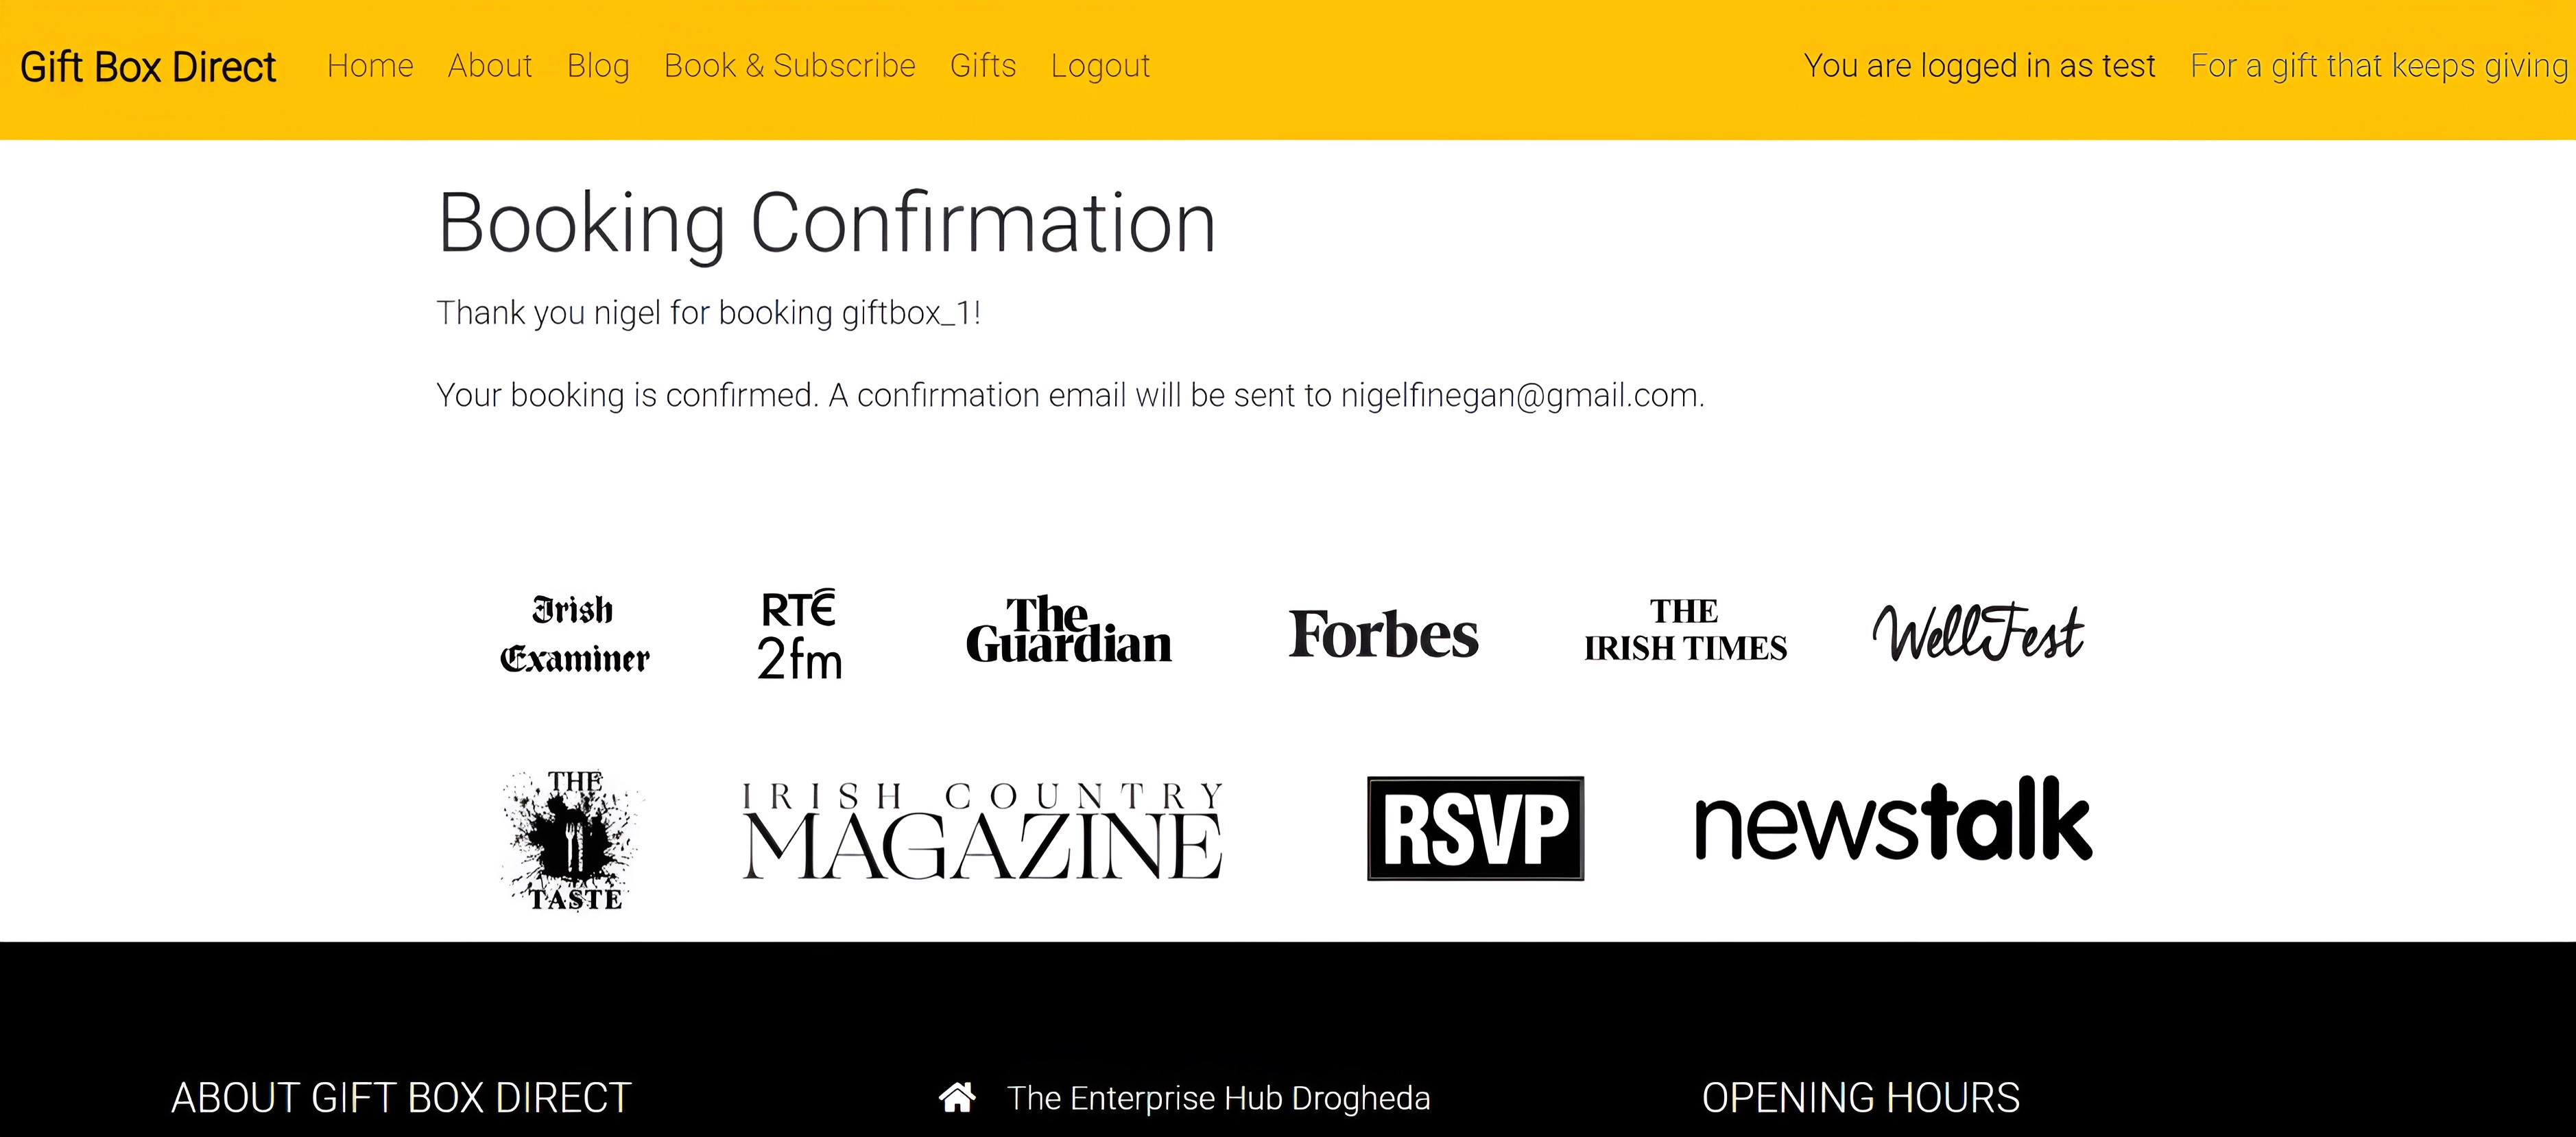 Gift Box Direct Home About Blog Book & Subscribe Gifts Logout You are logged in as test For a gift that keeps giving
Booking Confirmation
Thank you nigel for booking giftbox_1!
Your booking is confirmed. A confirmation email will be sent to nigelfinegan@gmail.com.
Irish
Examiner
RTÉ
2fm
The
Guardian
Forbes
THE
IRISH TIMES
WellFest
THE
TASTE
IRISH COUNTRY
MAGAZINE
RSVP
newstalk
ABOUT GIFT BOX DIRECT
The Enterprise Hub Drogheda
OPENING HOURS